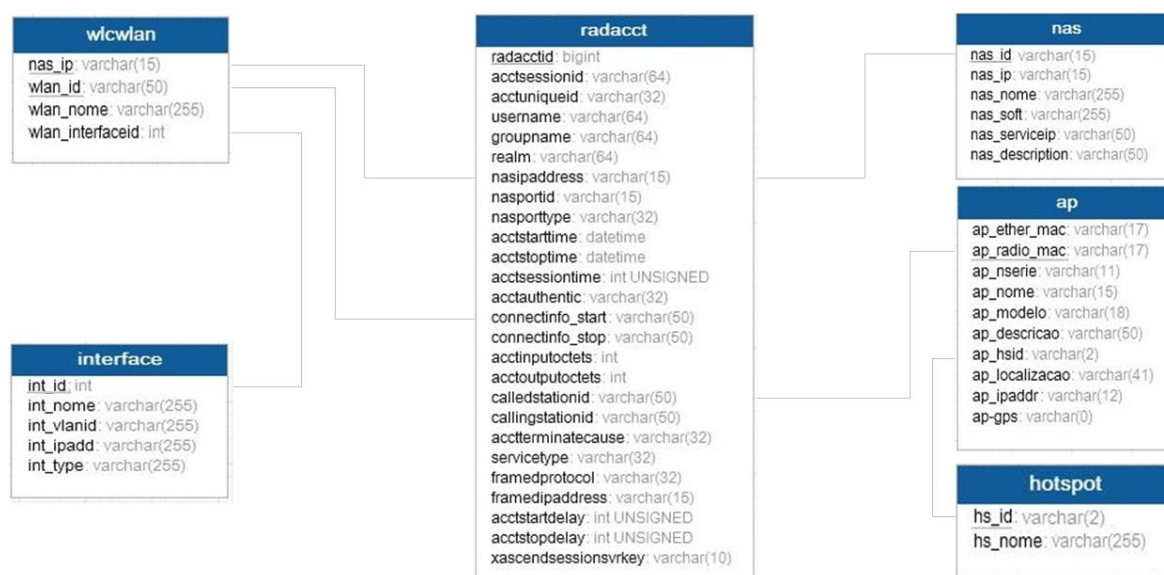 wlcwlan
nas_ip: varchar(15)
wlan_id: varchar(50)
wlan_nome: varchar(255)
wlan_interfaceid: int
interface
int_id: int
int_nome: varchar(255)
int_vlanid: varchar(255)
int_ipadd: varchar(255)
int_type: varchar(255)
radacct
radacctid: bigint
acctsessionid: varchar(64)
acctuniqueid: varchar(32)
username: varchar(64)
groupname: varchar(64)
realm: varchar(64)
nasipaddress: varchar(15)
nasportid: varchar(15)
nasporttype: varchar(32)
acctstarttime: datetime
acctstoptime: datetime
acctsessiontime: int UNSIGNED
acctauthentic: varchar(32)
connectinfo_start: varchar(50)
connectinfo_stop: varchar(50)
acctinputoctets: int
acctoutputoctets: int
calledstationid: varchar(50)
callingstationid: varchar(50)
acctterminatecause: varchar(32)
servicetype: varchar(32)
framedprotocol: varchar(32)
framedipaddress: varchar(15)
acctstartdelay: int UNSIGNED
acctstopdelay: int UNSIGNED
xascendsessionsvrkey: varchar(10)
nas
nas_id: varchar(15)
nas_ip: varchar(15)
nas_nome: varchar(255)
nas_soft: varchar(255)
nas_serviceip: varchar(50)
nas_description: varchar(50)
ap
ap_ether_mac: varchar(17)
ap_radio_mac: varchar(17)
ap_nserie: varchar(11)
ap_nome: varchar(15)
ap_modelo: varchar(18)
ap_descricao: varchar(50)
ap_hsid: varchar(2)
ap_localizacao: varchar(41)
ap_ipaddr: varchar(12)
ap-gps: varchar(0)
hotspot
hs_id: varchar(2)
hs_nome: varchar(255)